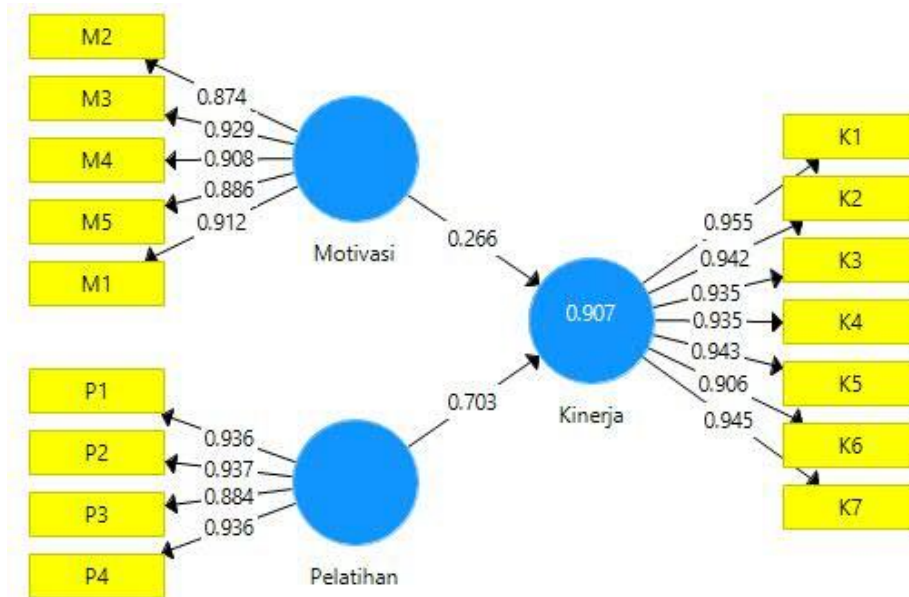 M2
M3
M4
M5
M1
0.874
0.929
0.908
0.886
0.912
Motivasi
0.266
P1
P2
P3
P4
0.936
0.937
0.884
0.936
Pelatihan
0.703
0.907
Kinerja
0.955
0.942
0.935
0.935
0.943
0.906
0.945
K1
K2
K3
K4
K5
K6
K7